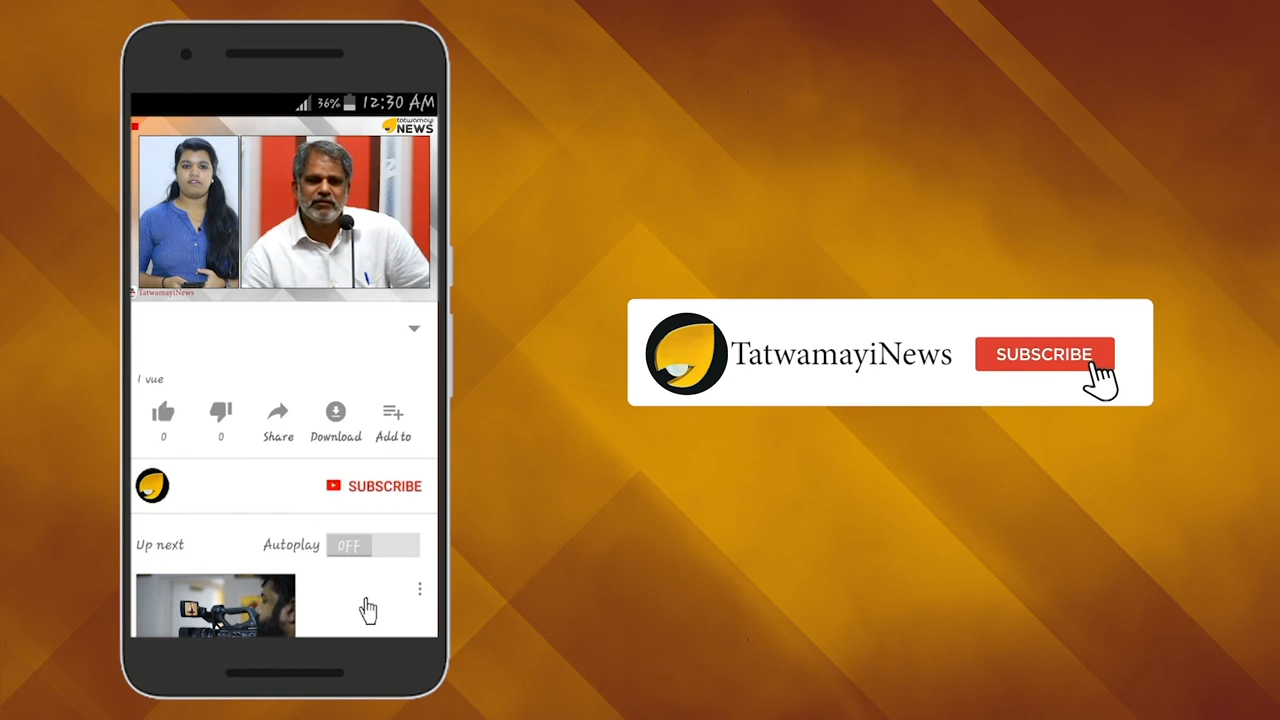 36% 12:30 AM
tatwamayi
NEWS
TatwamayiNews
1 vue
0
0
Share
Download
Add to
SUBSCRIBE
Up next
Autoplay
OFF
TatwamayiNews
SUBSCRIBE